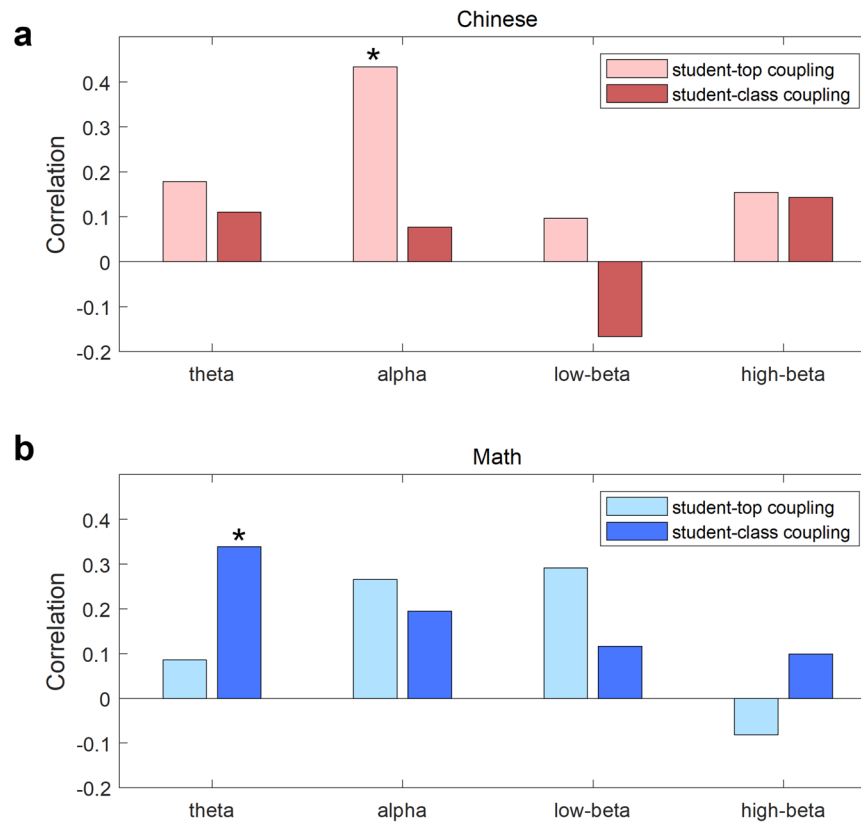 a
Chinese
*
student-top coupling
student-class coupling
Correlation
0.4
0.3
0.2
0.1
0
-0.1
-0.2
theta alpha low-beta high-beta
b
Math
*
student-top coupling
student-class coupling
Correlation
0.4
0.3
0.2
0.1
0
-0.1
-0.2
theta alpha low-beta high-beta